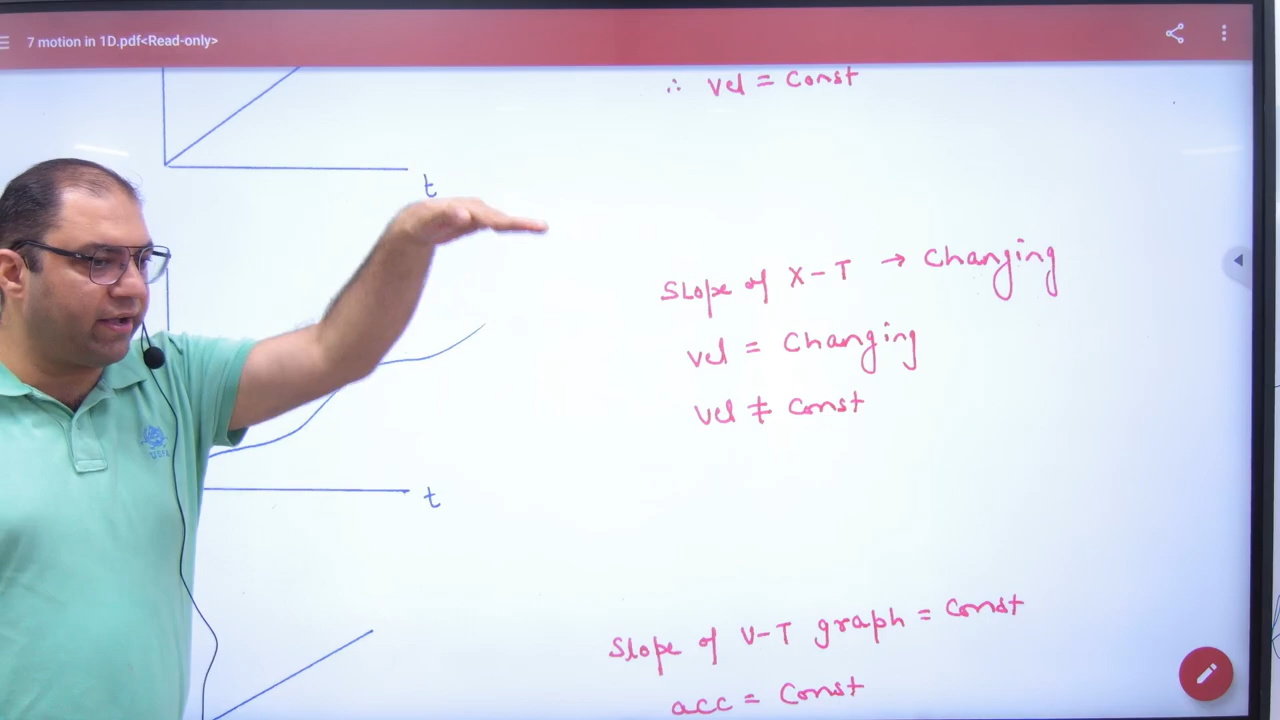 7 motion in 1D.pdf<Read-only>
∴ vel = Const
t
Slope of X-T → Changing
vel = Changing
vel ≠ Const
t
Slope of V-T graph = Const
acc = Const